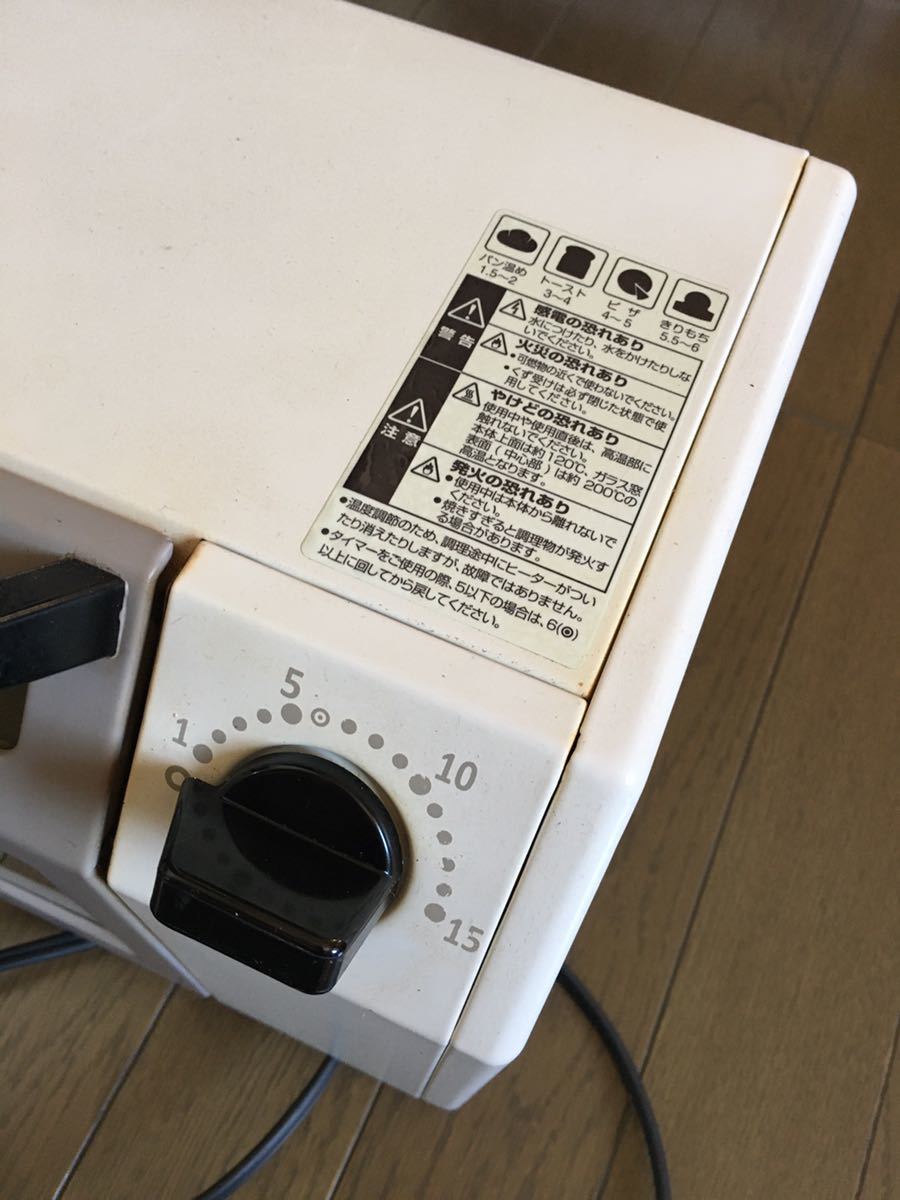 パン温め
1.5～2
トースト
3～4
ピザ
4～5
きりもち
5.5～6
警告
感電の恐れあり
水につけたり、水をかけたりしな
いでください。
火災の恐れあり
・可燃物の近くで使わないでください。
・くず受けは必ず閉じた状態で使
用してください。
注意
やけどの恐れあり
使用中や使用直後は、高温部に
触れないでください。
本体上面は約120℃、ガラス窓
表面(中心部)は約200℃の
高温となります。
発火の恐れあり
・使用中は本体から離れないで
ください。
・焼きすぎると調理物が発火す
る場合があります。
●温度調節のため、調理途中にヒーターがつい
たり消えたりしますが、故障ではありません。
●タイマーをご使用の際、5以下の場合は、6(◎)
以上に回してから戻してください。
1
5
10
15